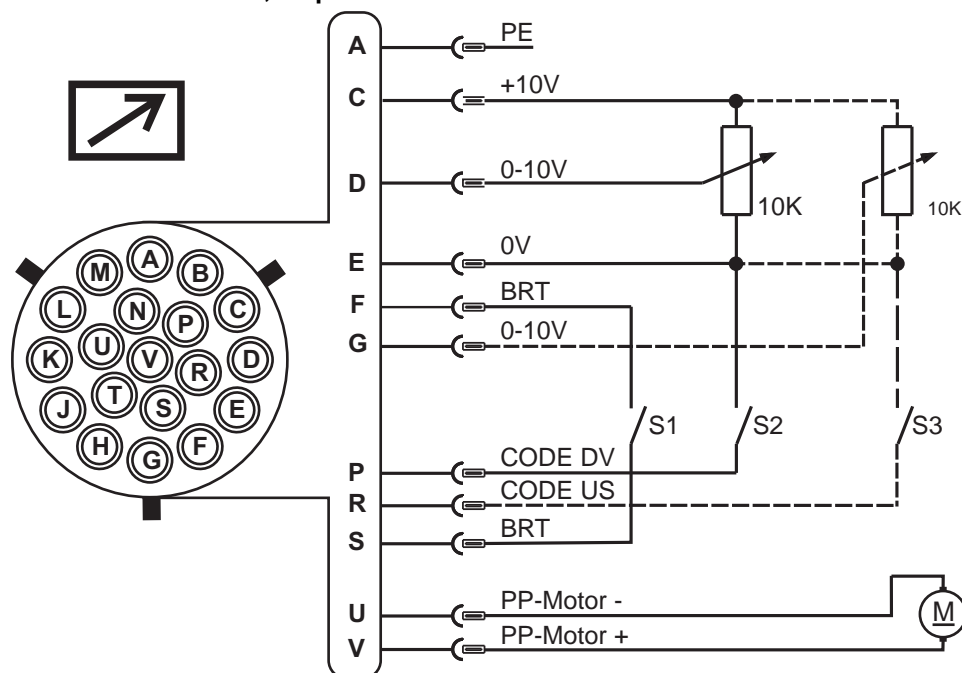 A PE
C +10V
D 0-10V
10K 10K
E 0V
F BRT
G 0-10V
S1 S2 S3
P CODE DV
R CODE US
S BRT
U PP-Motor -
V PP-Motor +
M
A
M B
L N P C
K U V R D
J T S E
H G F